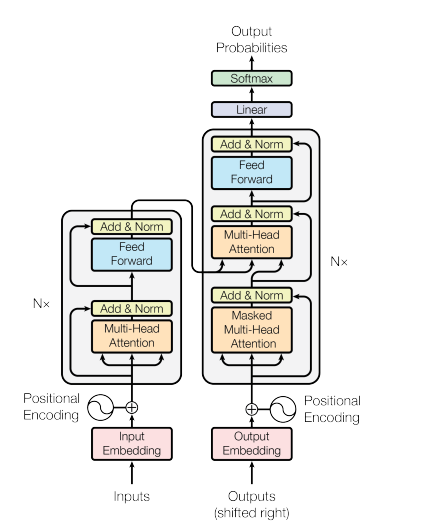 Output
Probabilities
Softmax
Linear
Add & Norm
Feed
Forward
Add & Norm
Multi-Head
Attention
Add & Norm
Masked
Multi-Head
Attention
N×
Add & Norm
Feed
Forward
Add & Norm
Multi-Head
Attention
N×
Positional
Encoding
Positional
Encoding
Input
Embedding
Output
Embedding
Inputs
Outputs
(shifted right)